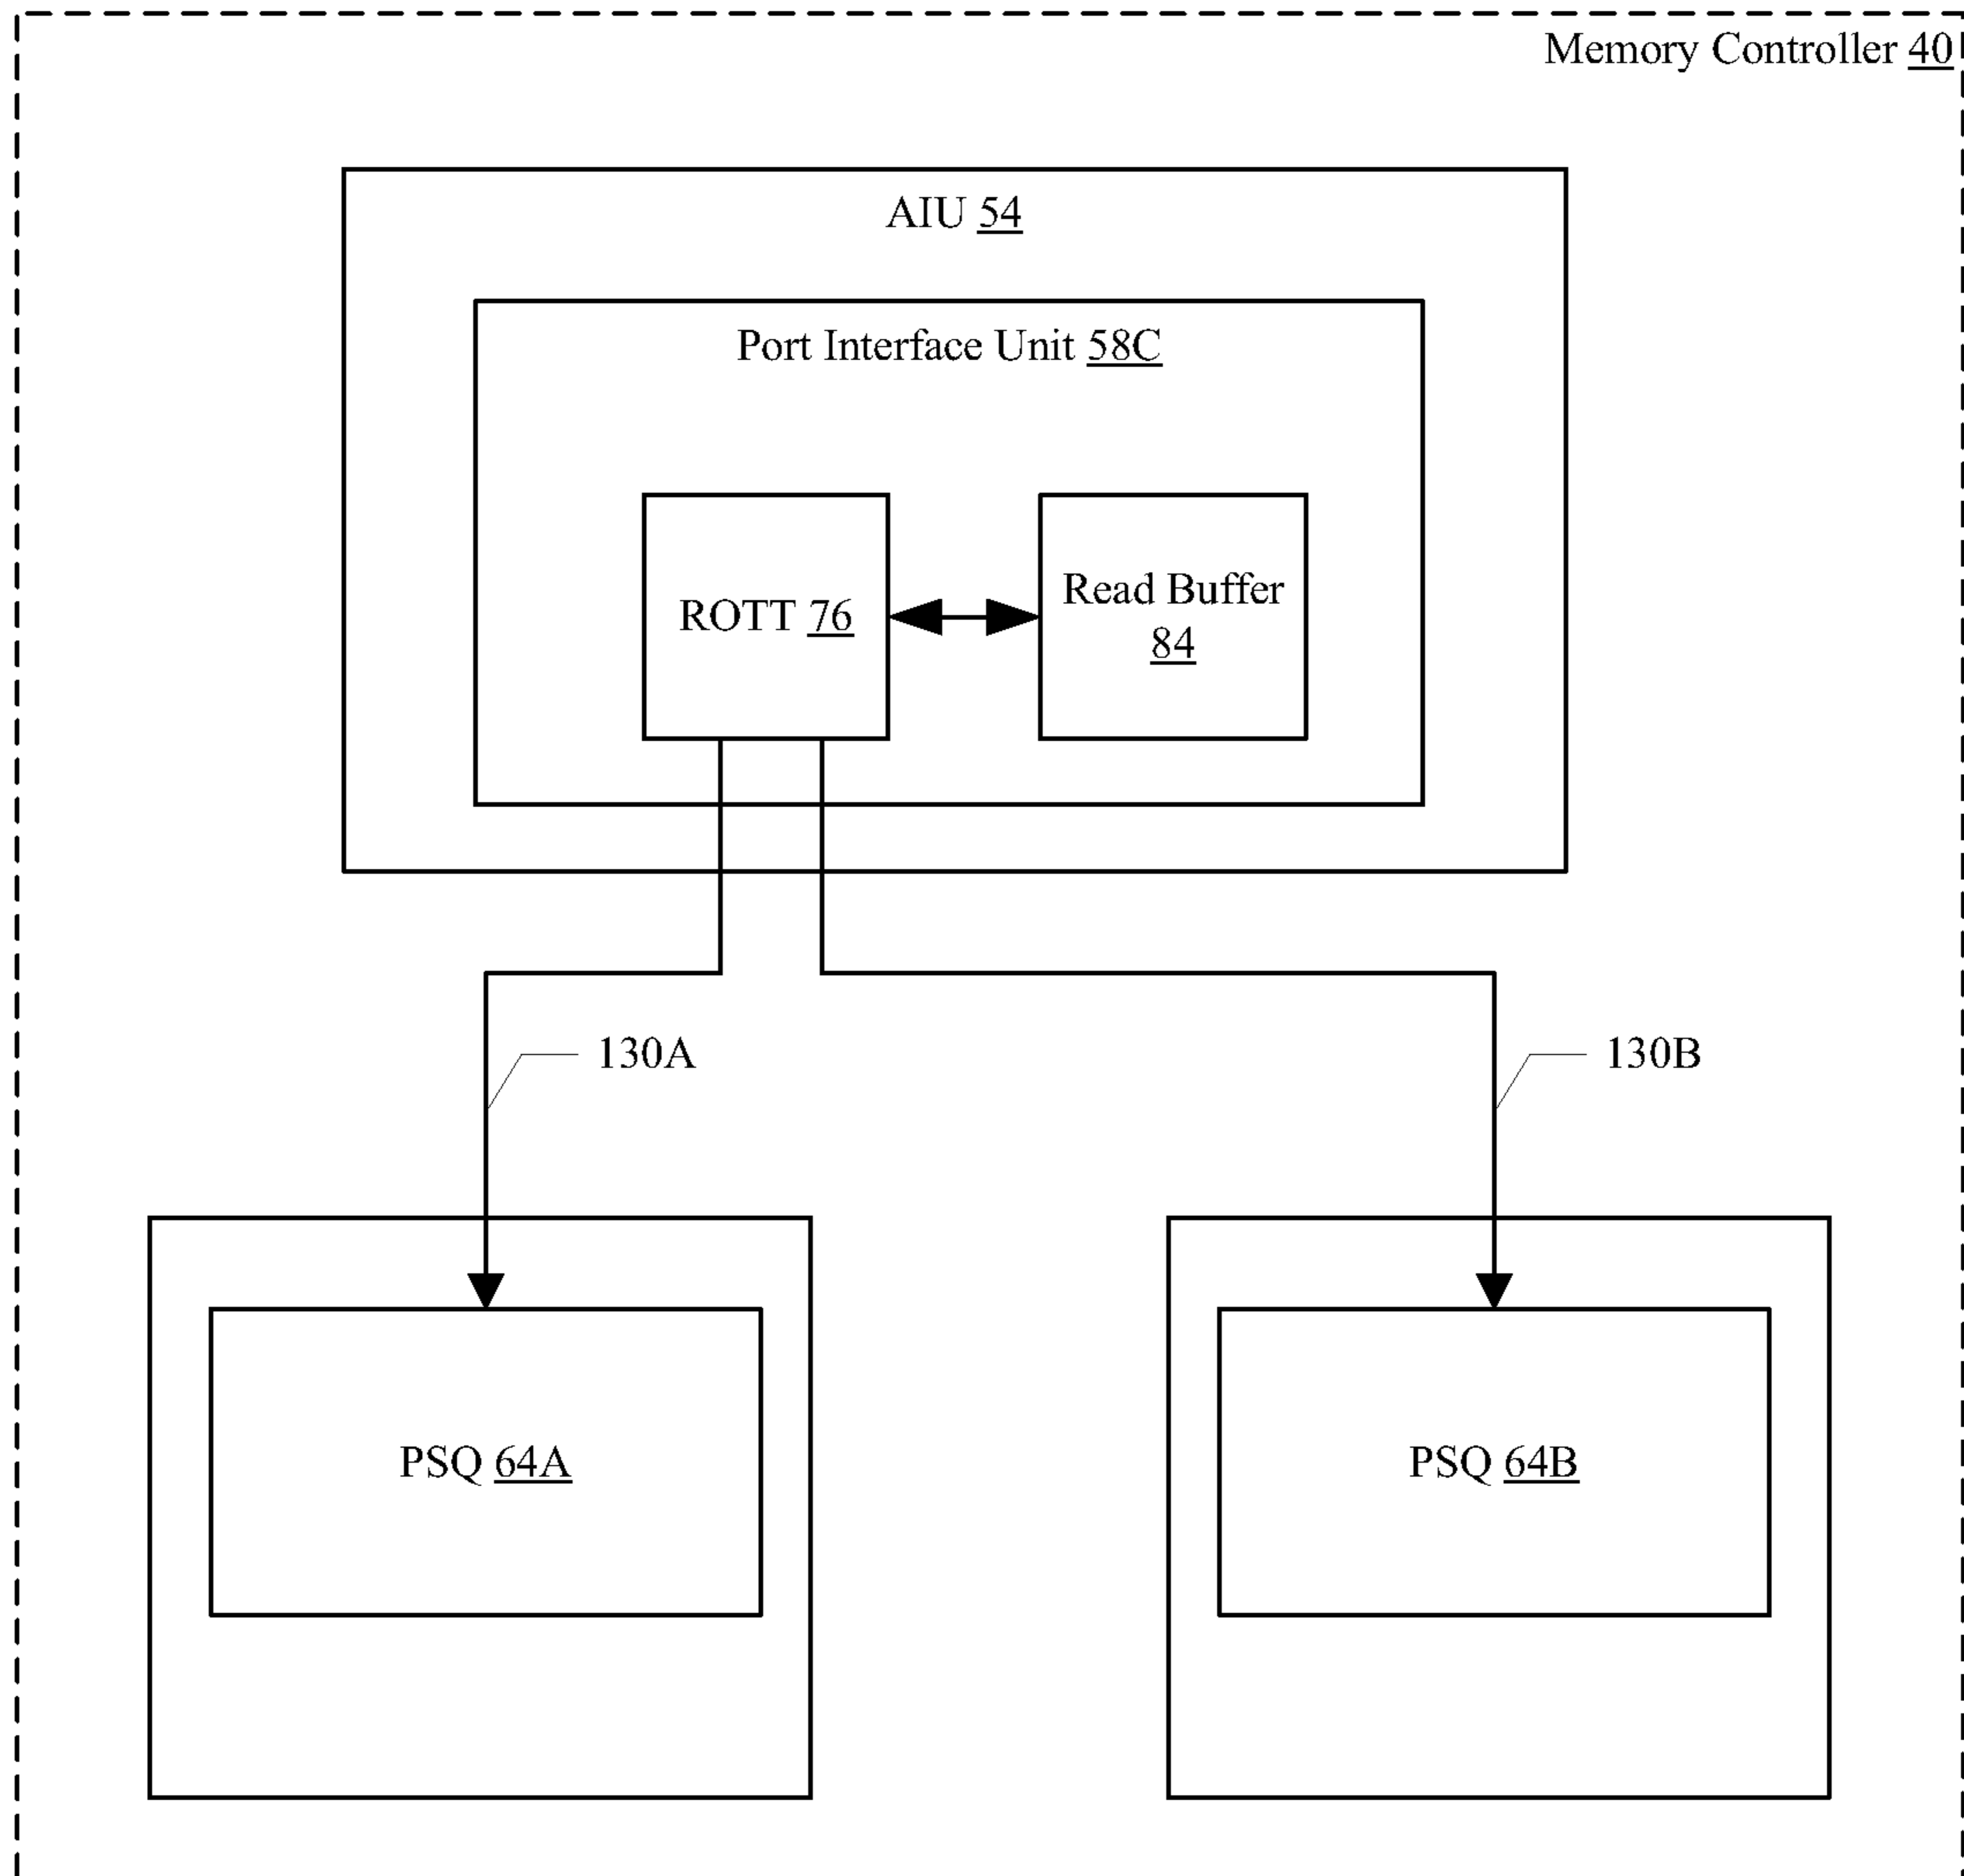 Memory Controller 40
AIU 54
Port Interface Unit 58C
ROTT 76
Read Buffer
84
130A
130B
PSQ 64A
PSQ 64B